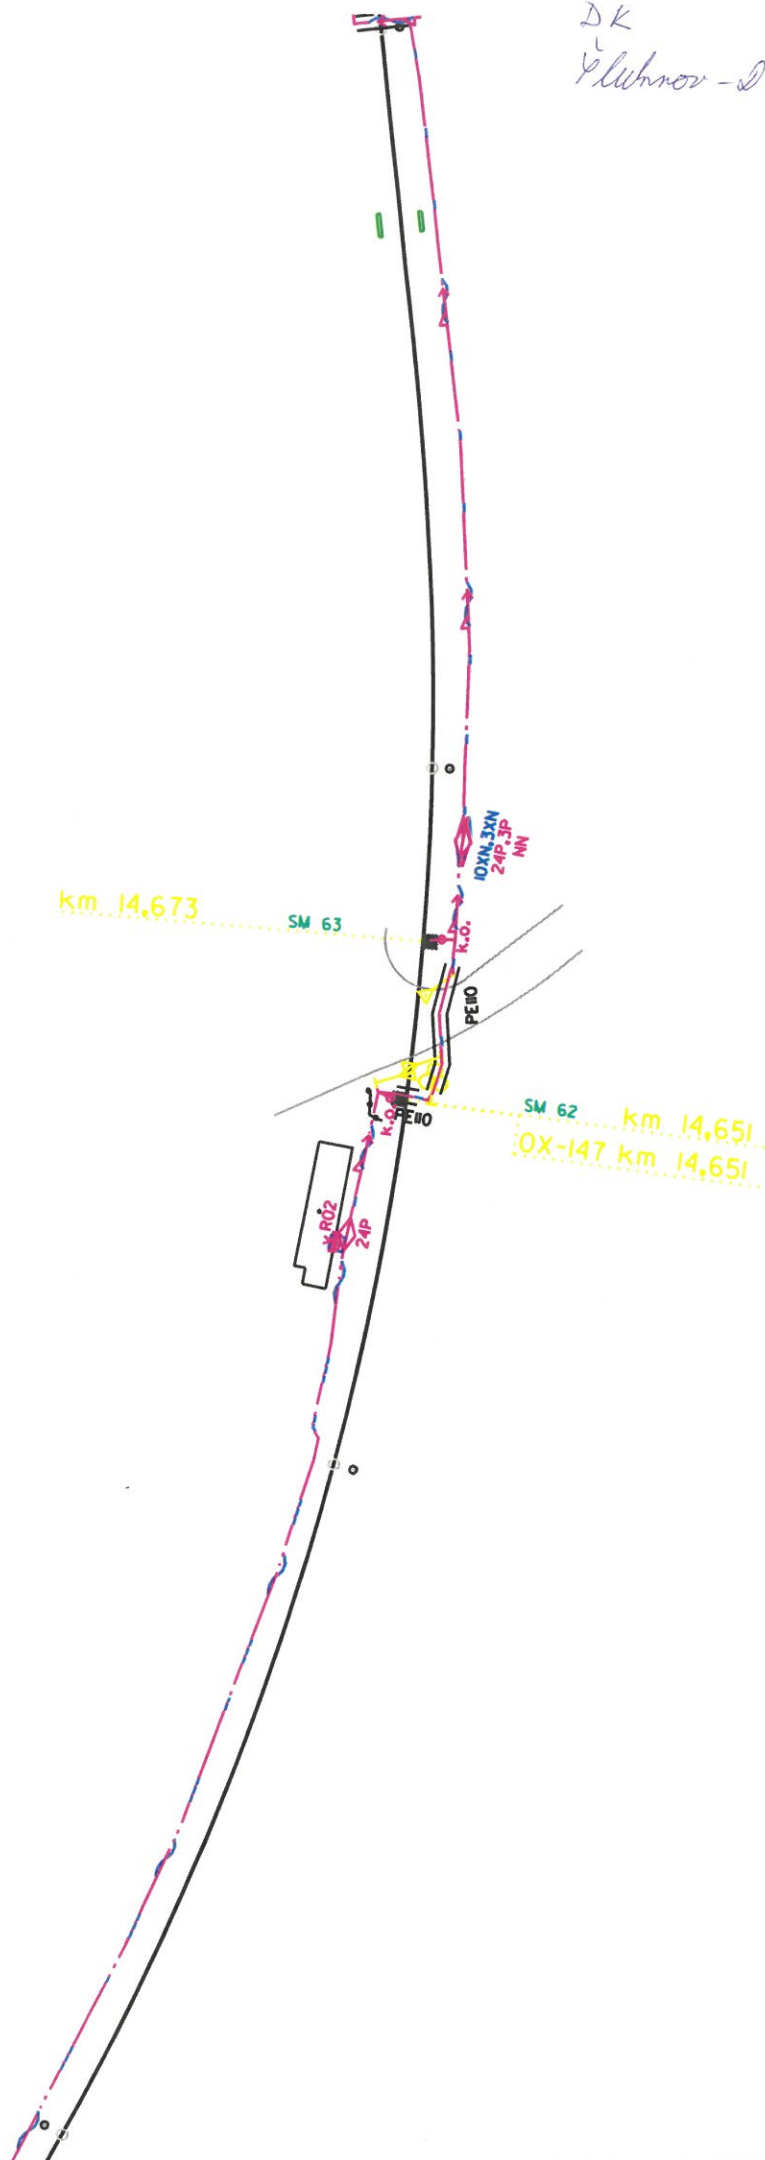 DK
10XN.3XN
24P.3P
NN
km 14,673
SM 63
k.o.
PE110
SM 62
km 14,651
OX-147 km 14,651
PE110
k.o.
R02
24P